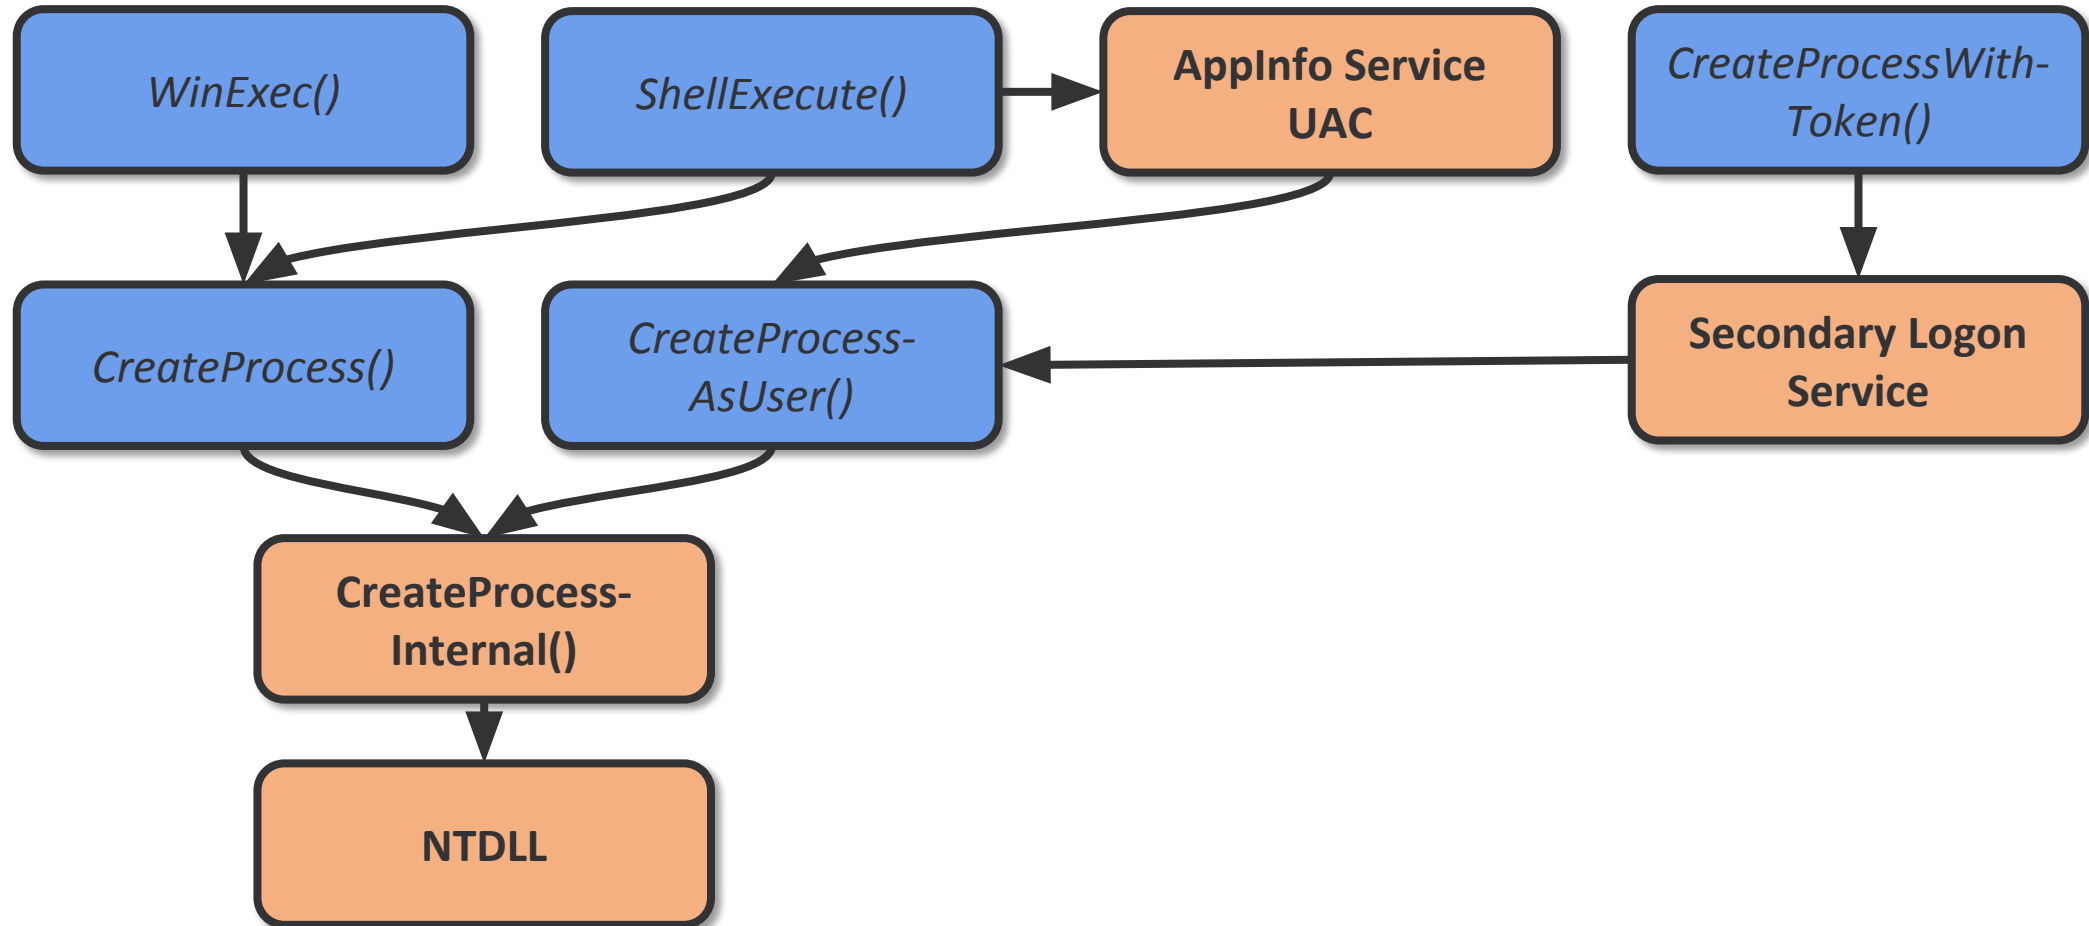 WinExec()
ShellExecute()
AppInfo Service
UAC
CreateProcessWith-
Token()
CreateProcess()
CreateProcess-
AsUser()
Secondary Logon
Service
CreateProcess-
Internal()
NTDLL